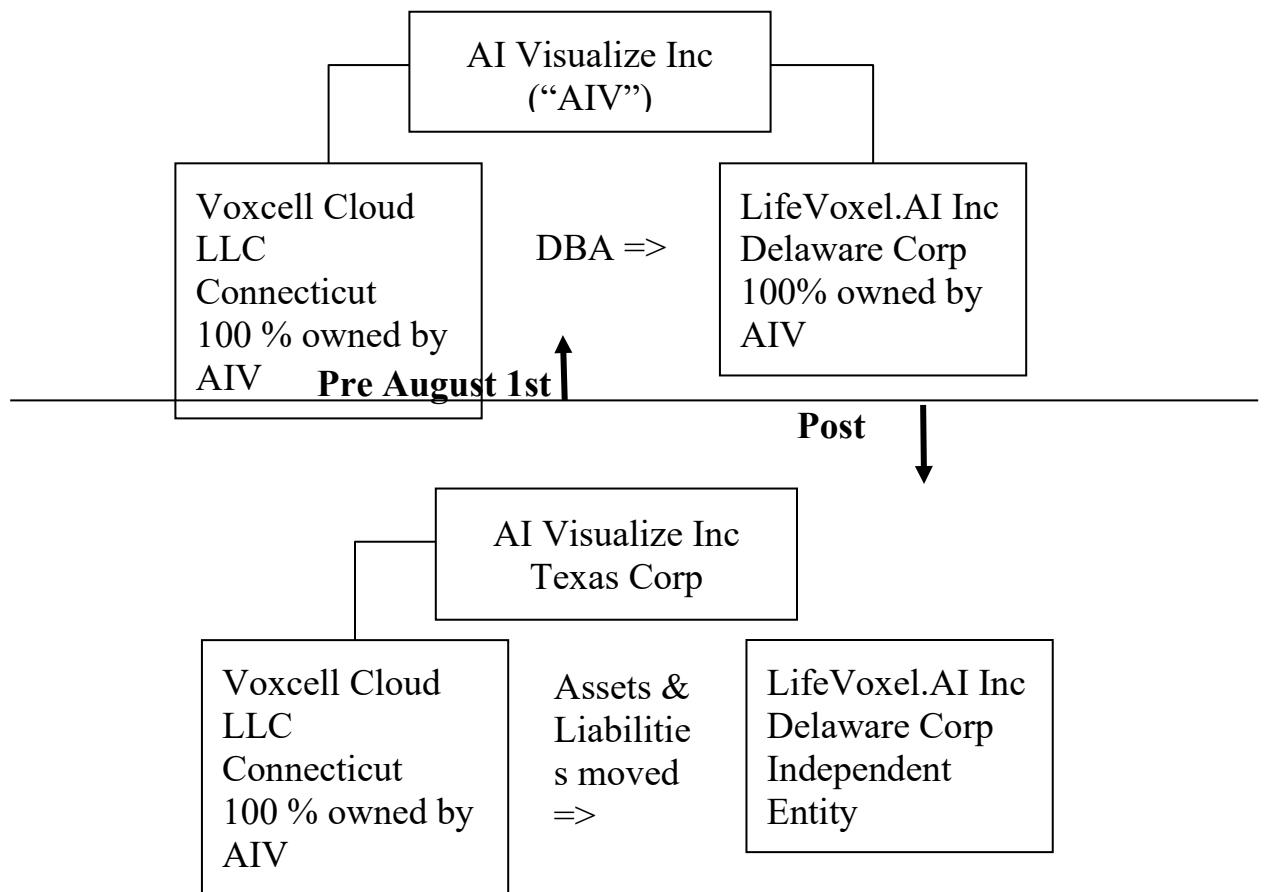 AI Visualize Inc
(“AIV”)
Voxcell Cloud
LLC
Connecticut
100 % owned by
AIV
DBA =>
LifeVoxel.AI Inc
Delaware Corp
100% owned by
AIV
Pre August 1st
Post
AI Visualize Inc
Texas Corp
Voxcell Cloud
LLC
Connecticut
100 % owned by
AIV
Assets &
Liabilitie
s moved
=>
LifeVoxel.AI Inc
Delaware Corp
Independent
Entity